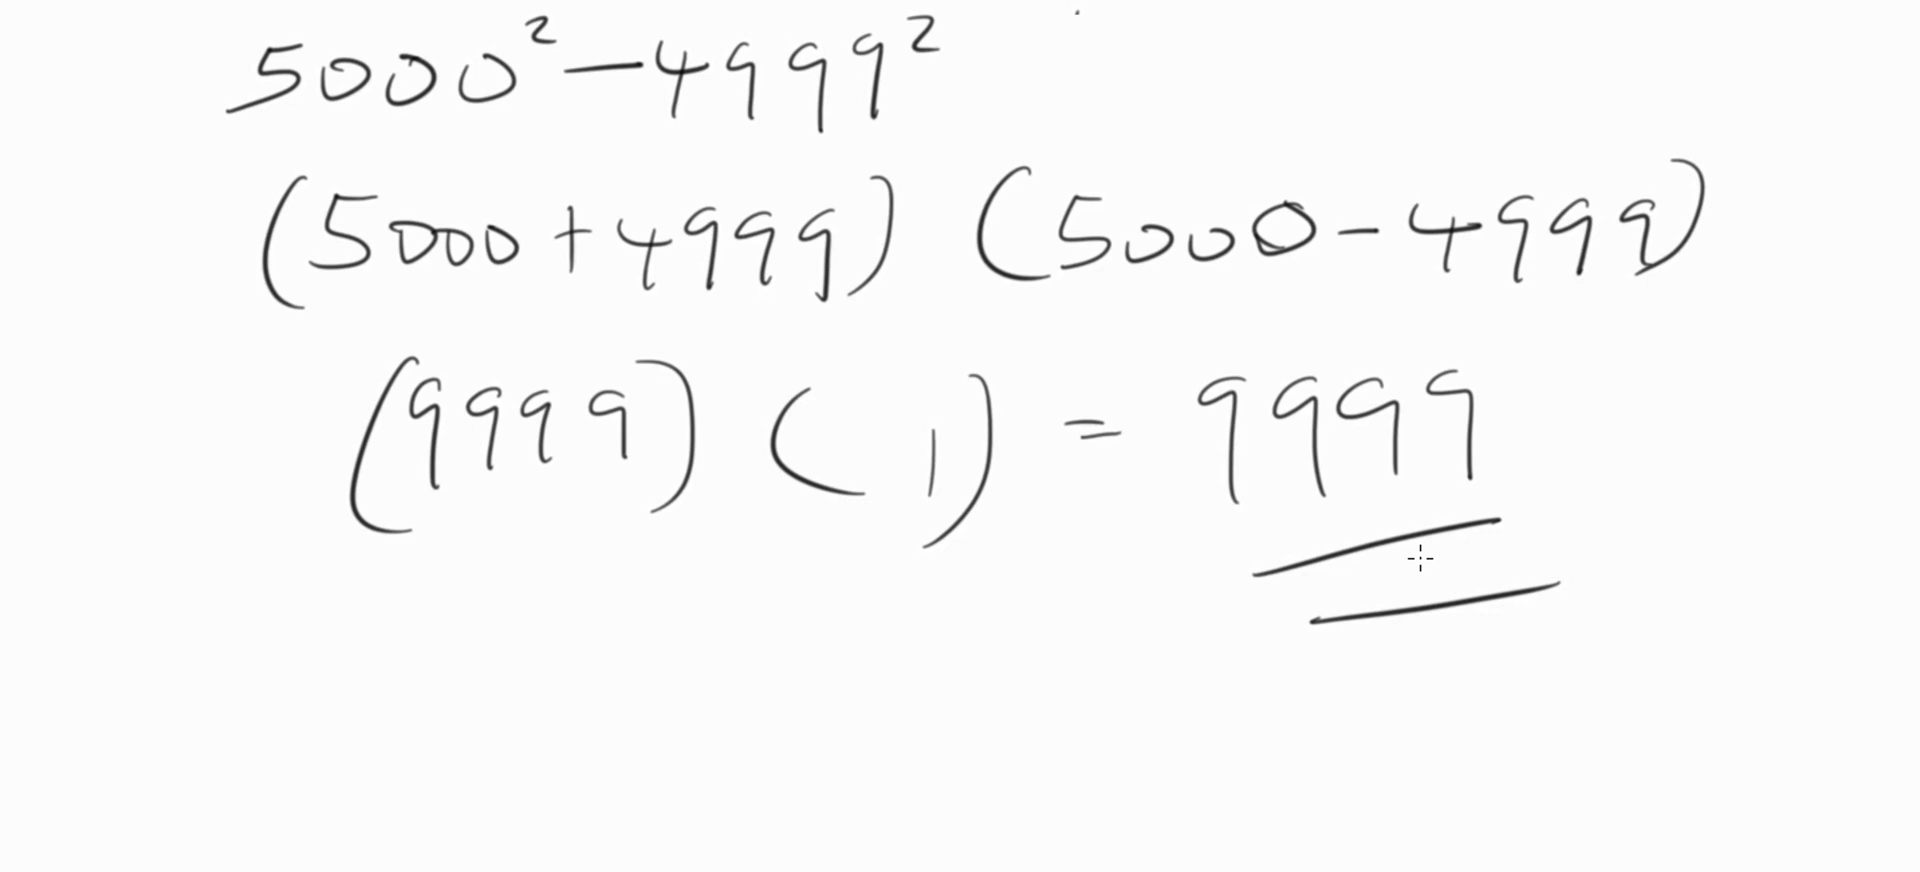 5000² - 4999²
(5000 + 4999) (5000 - 4999)
(9999) (1) = 9999